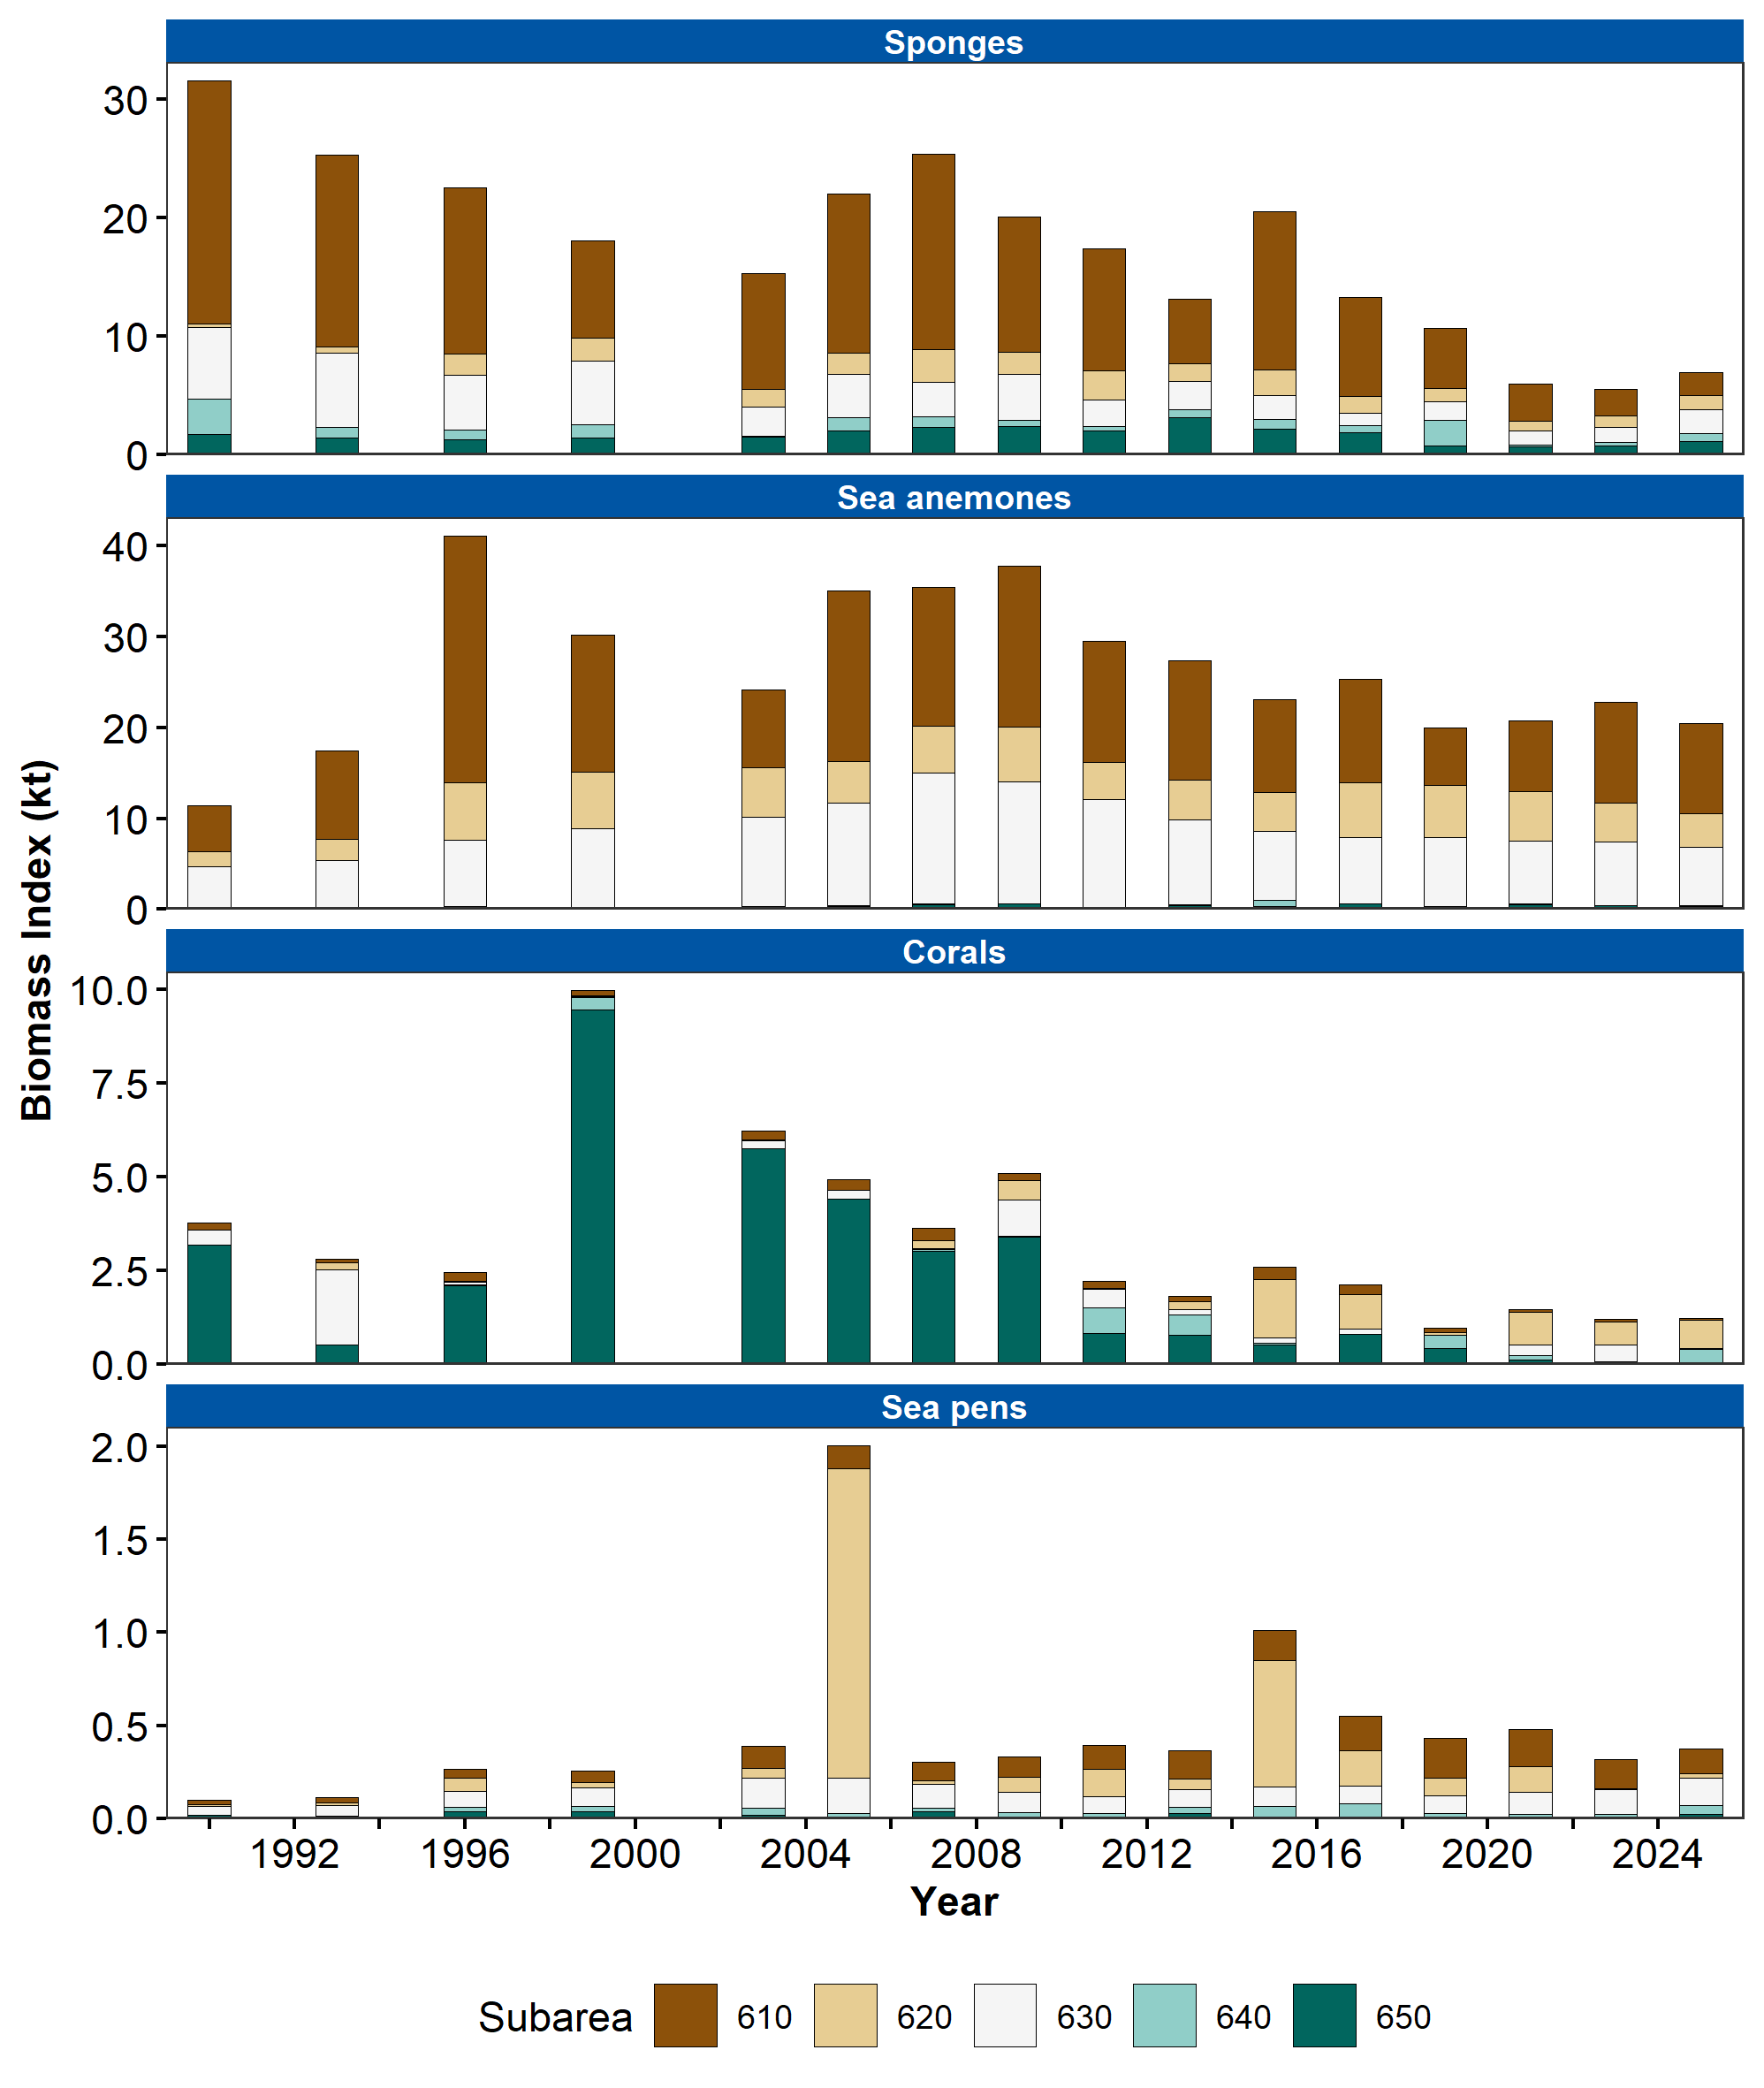 Sponges
30
20
10
0
Sea anemones
40
30
20
10
0
Biomass Index (kt)
Corals
10.0
7.5
5.0
2.5
0.0
Sea pens
2.0
1.5
1.0
0.5
0.0
1992 1996 2000 2004 2008 2012 2016 2020 2024
Year
Subarea 610 620 630 640 650